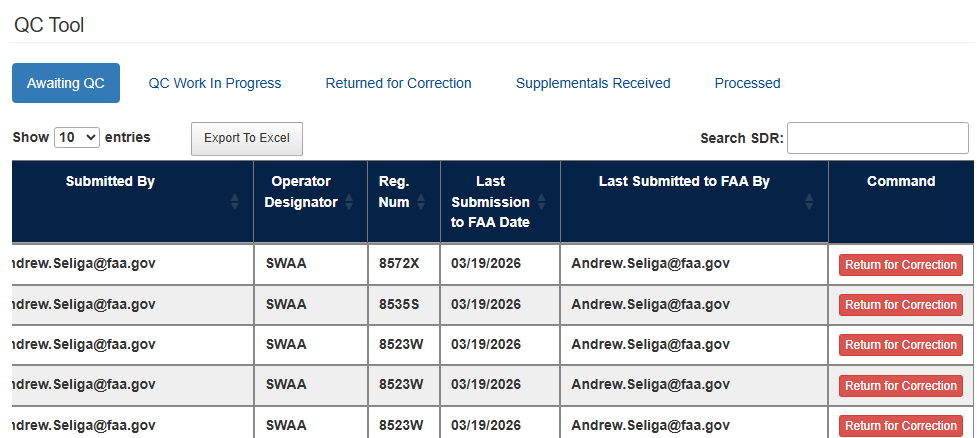 QC Tool
Awaiting QC QC Work In Progress Returned for Correction Supplementals Received Processed
Show 10 entries Export To Excel Search SDR:
Submitted By Operator Designator Reg. Num Last Submission to FAA Date Last Submitted to FAA By Command
ndrew.Seliga@faa.gov SWAA 8572X 03/19/2026 Andrew.Seliga@faa.gov Return for Correction
ndrew.Seliga@faa.gov SWAA 8535S 03/19/2026 Andrew.Seliga@faa.gov Return for Correction
ndrew.Seliga@faa.gov SWAA 8523W 03/19/2026 Andrew.Seliga@faa.gov Return for Correction
ndrew.Seliga@faa.gov SWAA 8523W 03/19/2026 Andrew.Seliga@faa.gov Return for Correction
ndrew.Seliga@faa.gov SWAA 8523W 03/19/2026 Andrew.Seliga@faa.gov Return for Correction